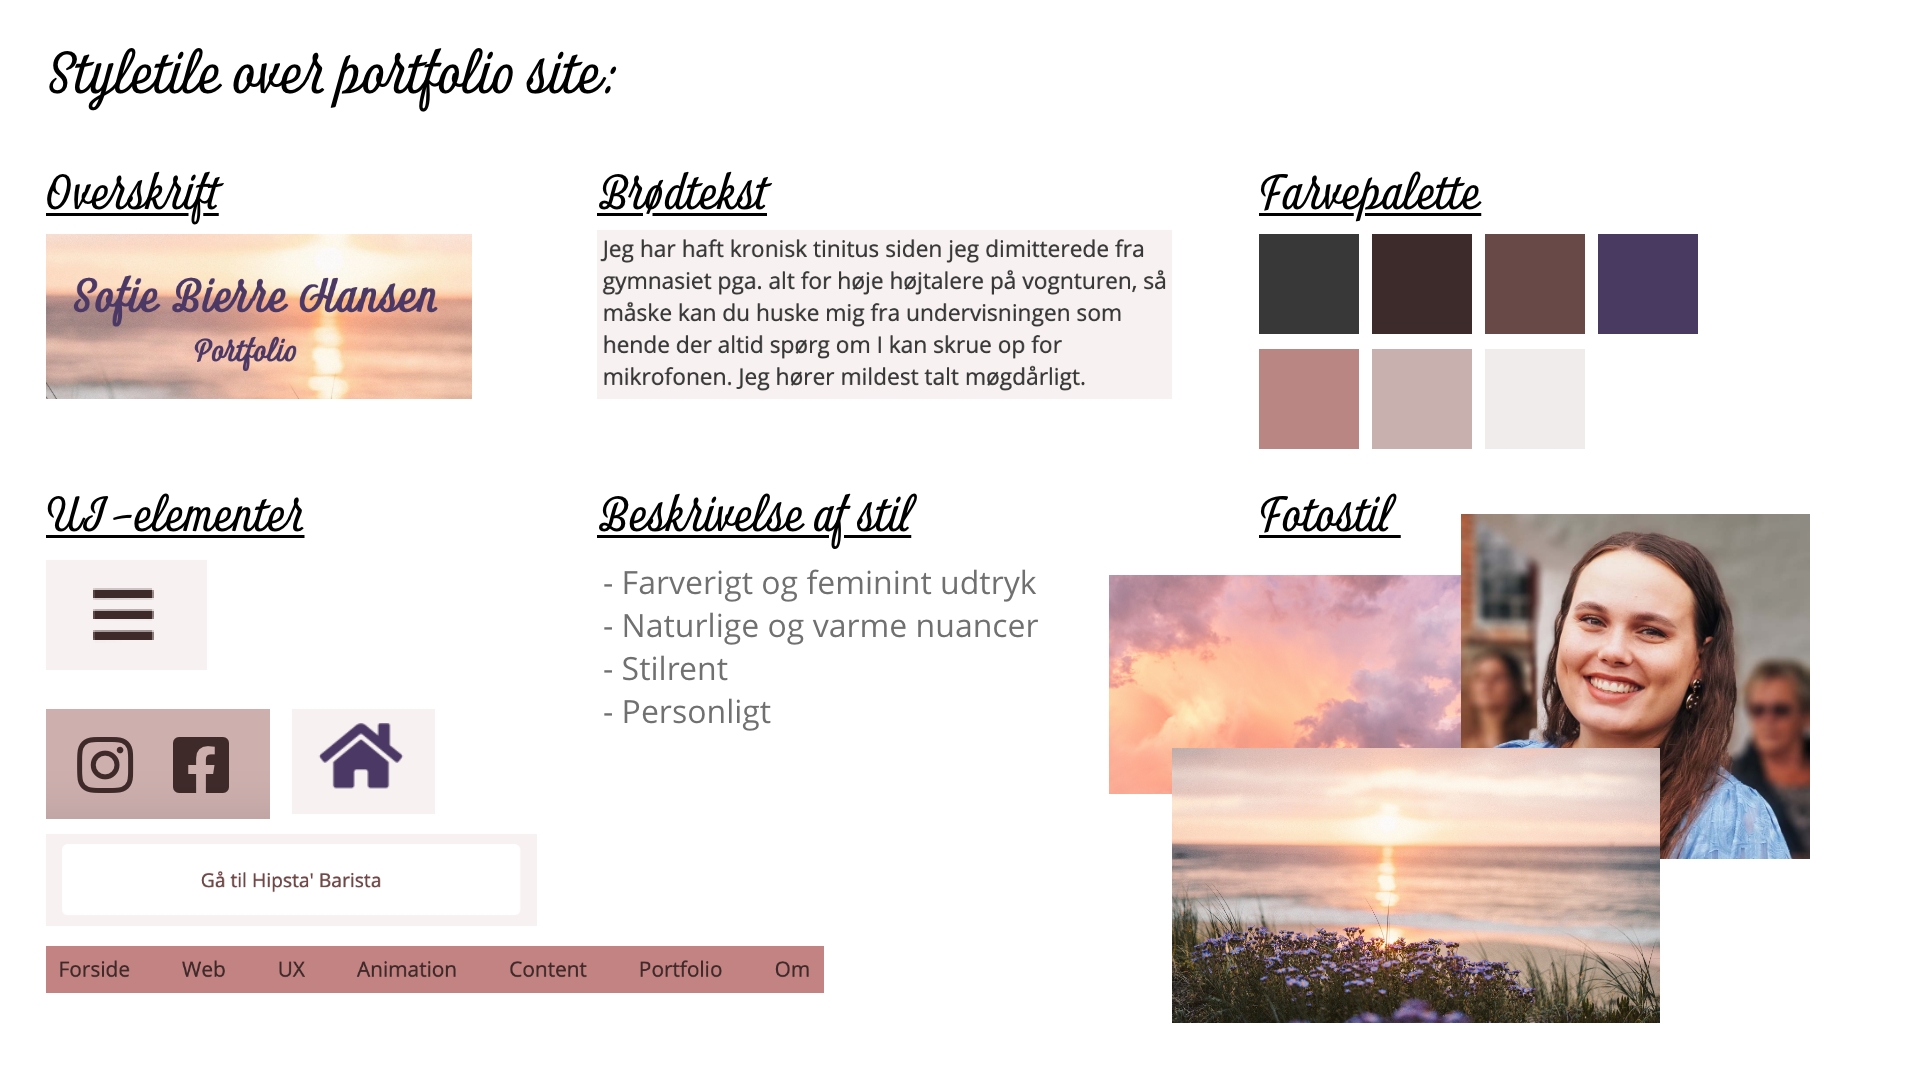 Styletile over portfolio site:
Overskrift
Sofie Bierre Hansen
Portfolio
Brødtekst
Jeg har haft kronisk tinitus siden jeg dimitterede fra
gymnasiet pga. alt for høje højtalere på vognturen, så
måske kan du huske mig fra undervisningen som
hende der altid spørg om I kan skrue op for
mikrofonen. Jeg hører mildest talt møgdårligt.
Farvepalette
UI-elementer
Gå til Hipsta' Barista
Forside Web UX Animation Content Portfolio Om
Beskrivelse af stil
- Farverigt og feminint udtryk
- Naturlige og varme nuancer
- Stilrent
- Personligt
Fotostil